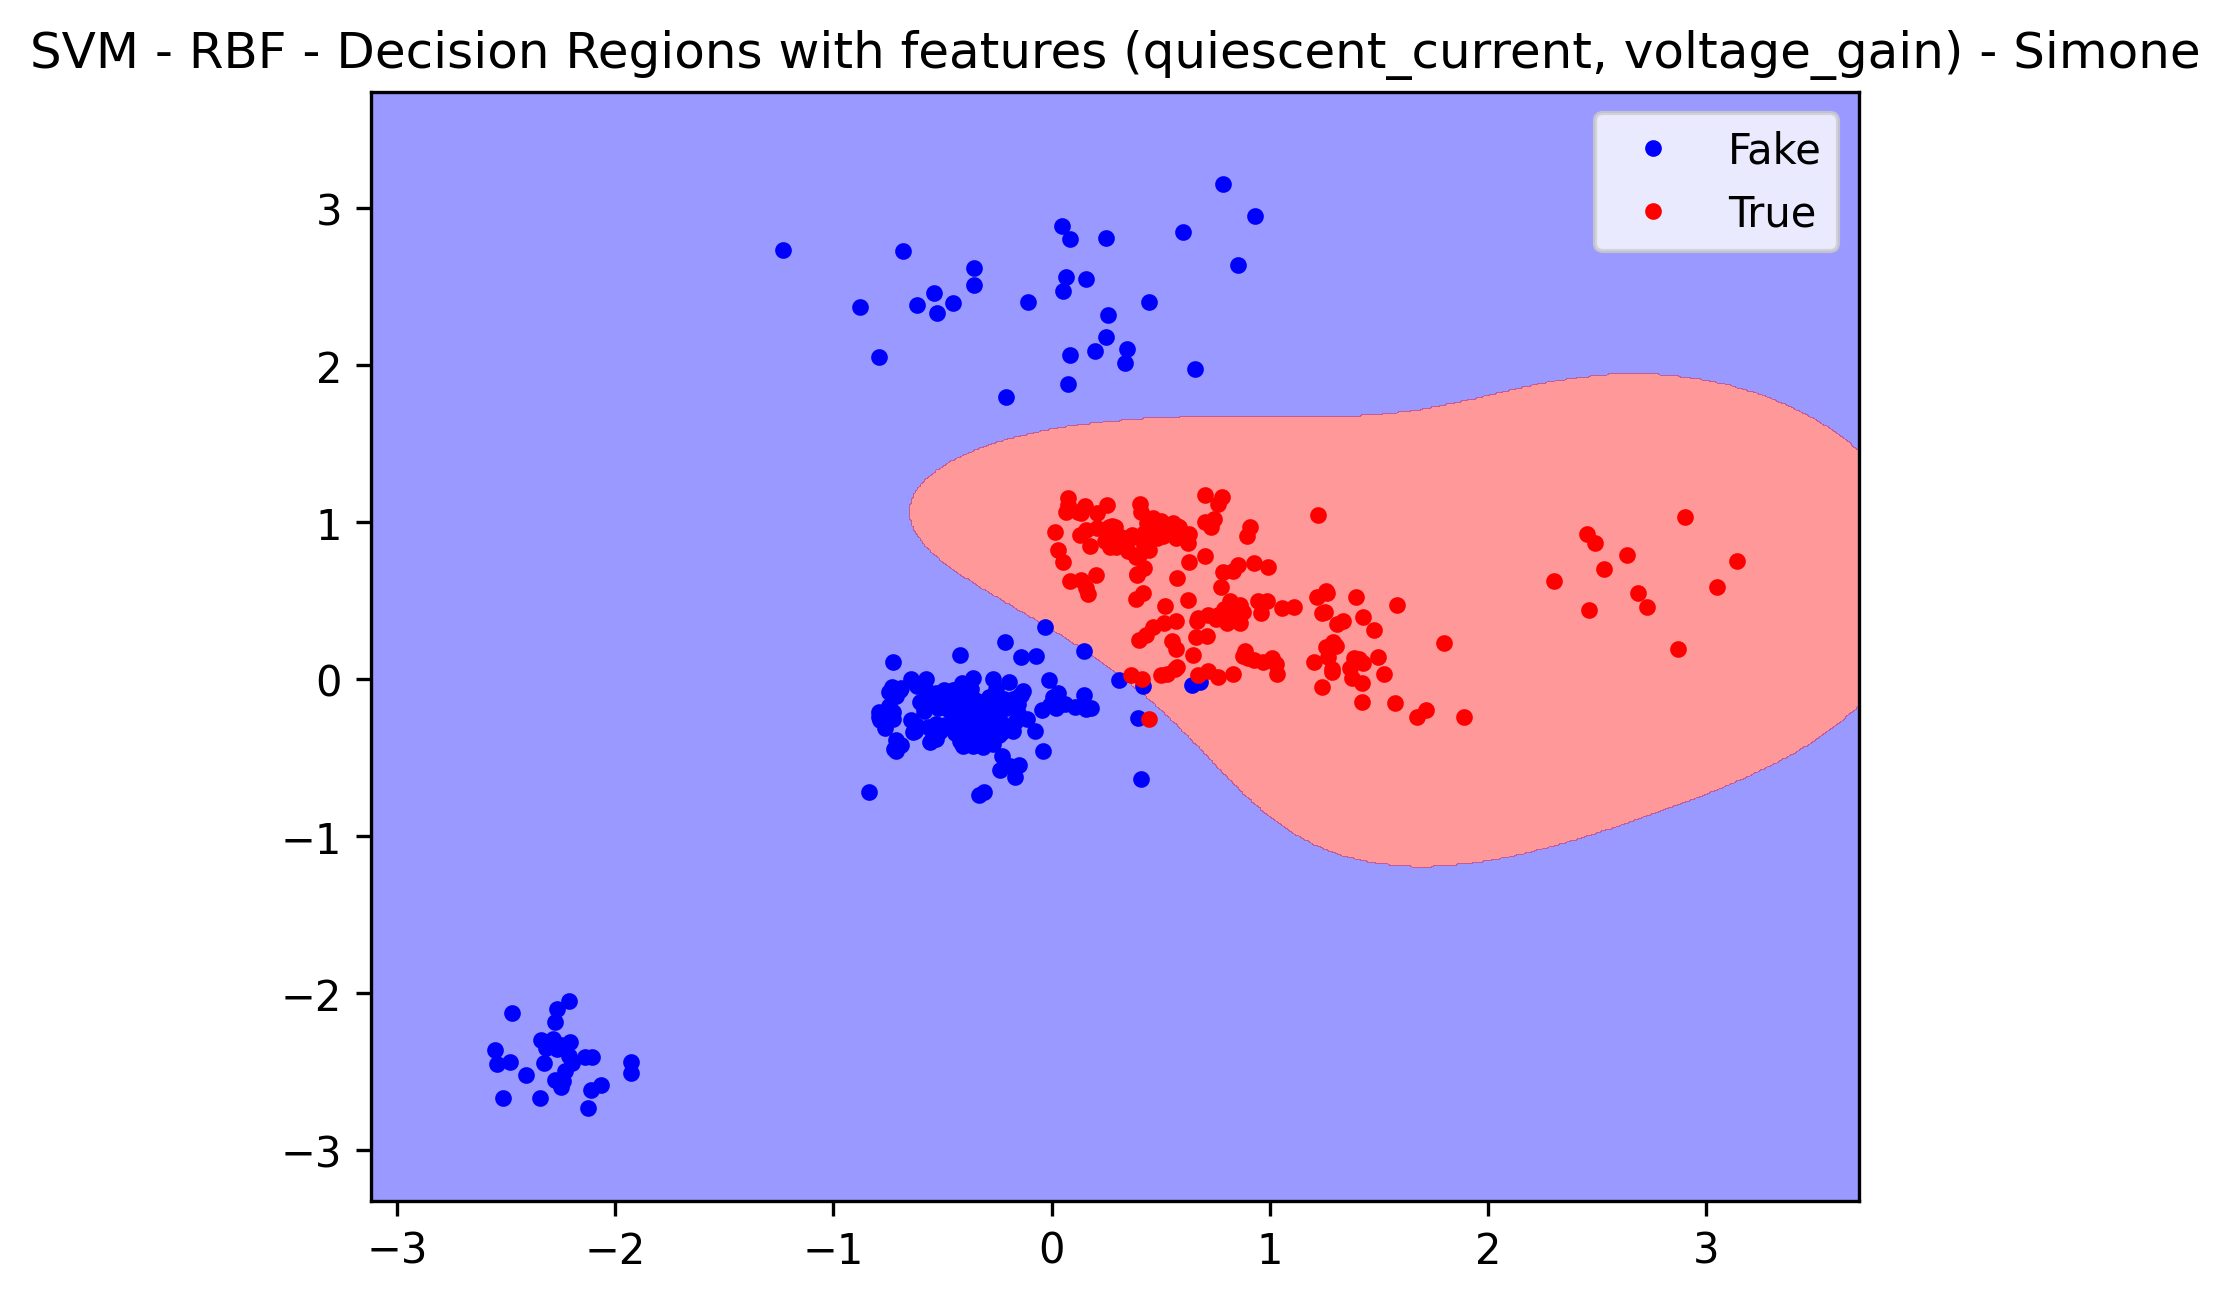 SVM - RBF - Decision Regions with features (quiescent_current, voltage_gain) - Simone
Fake
True
3
2
1
0
−1
−2
−3
−3 −2 −1 0 1 2 3